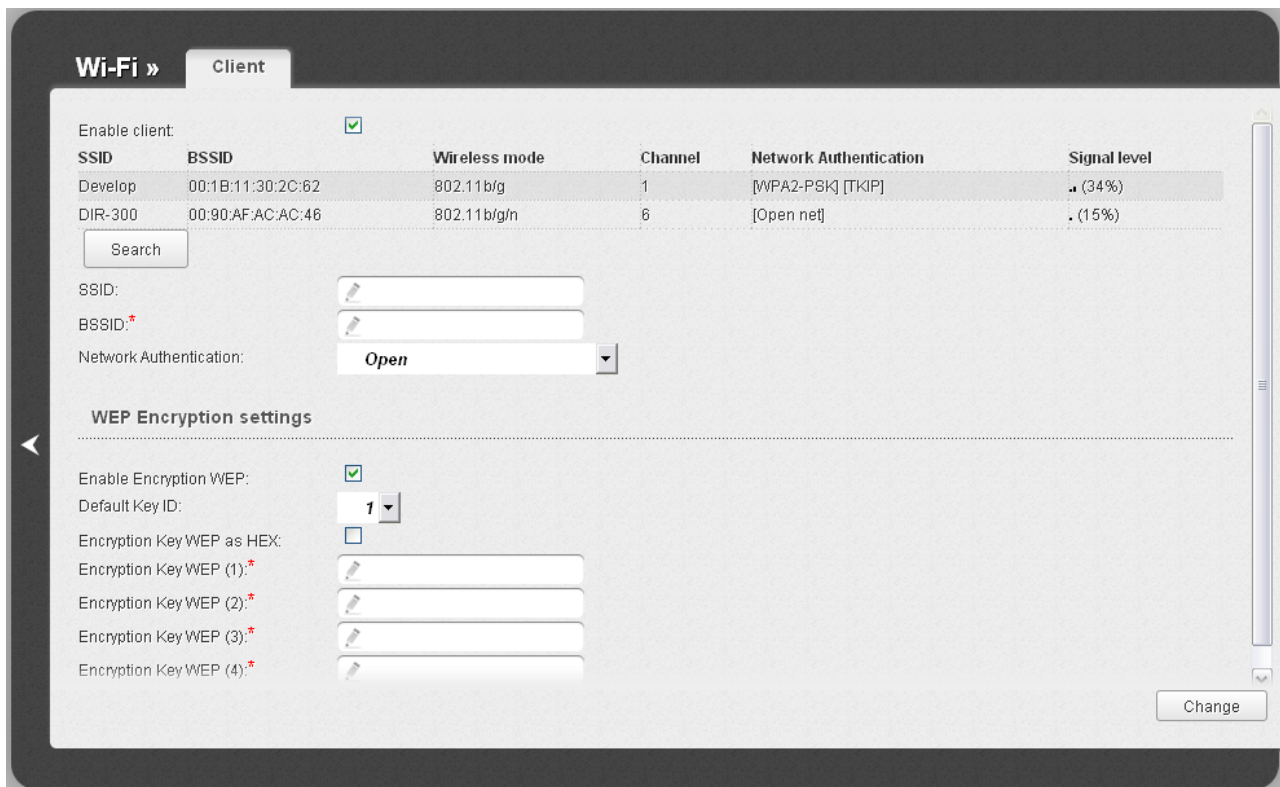 Wi-Fi » Client
Enable client:
SSID BSSID Wireless mode Channel Network Authentication Signal level
Develop 00:1B:11:30:2C:62 802.11b/g 1 [WPA2-PSK] [TKIP] (34%)
DIR-300 00:90:AF:AC:AC:46 802.11b/g/n 6 [Open net] (15%)
Search
SSID:
BSSID:*
Network Authentication: Open
WEP Encryption settings
Enable Encryption WEP:
Default Key ID: 1
Encryption Key WEP as HEX:
Encryption Key WEP (1):*
Encryption Key WEP (2):*
Encryption Key WEP (3):*
Encryption Key WEP (4):*
Change